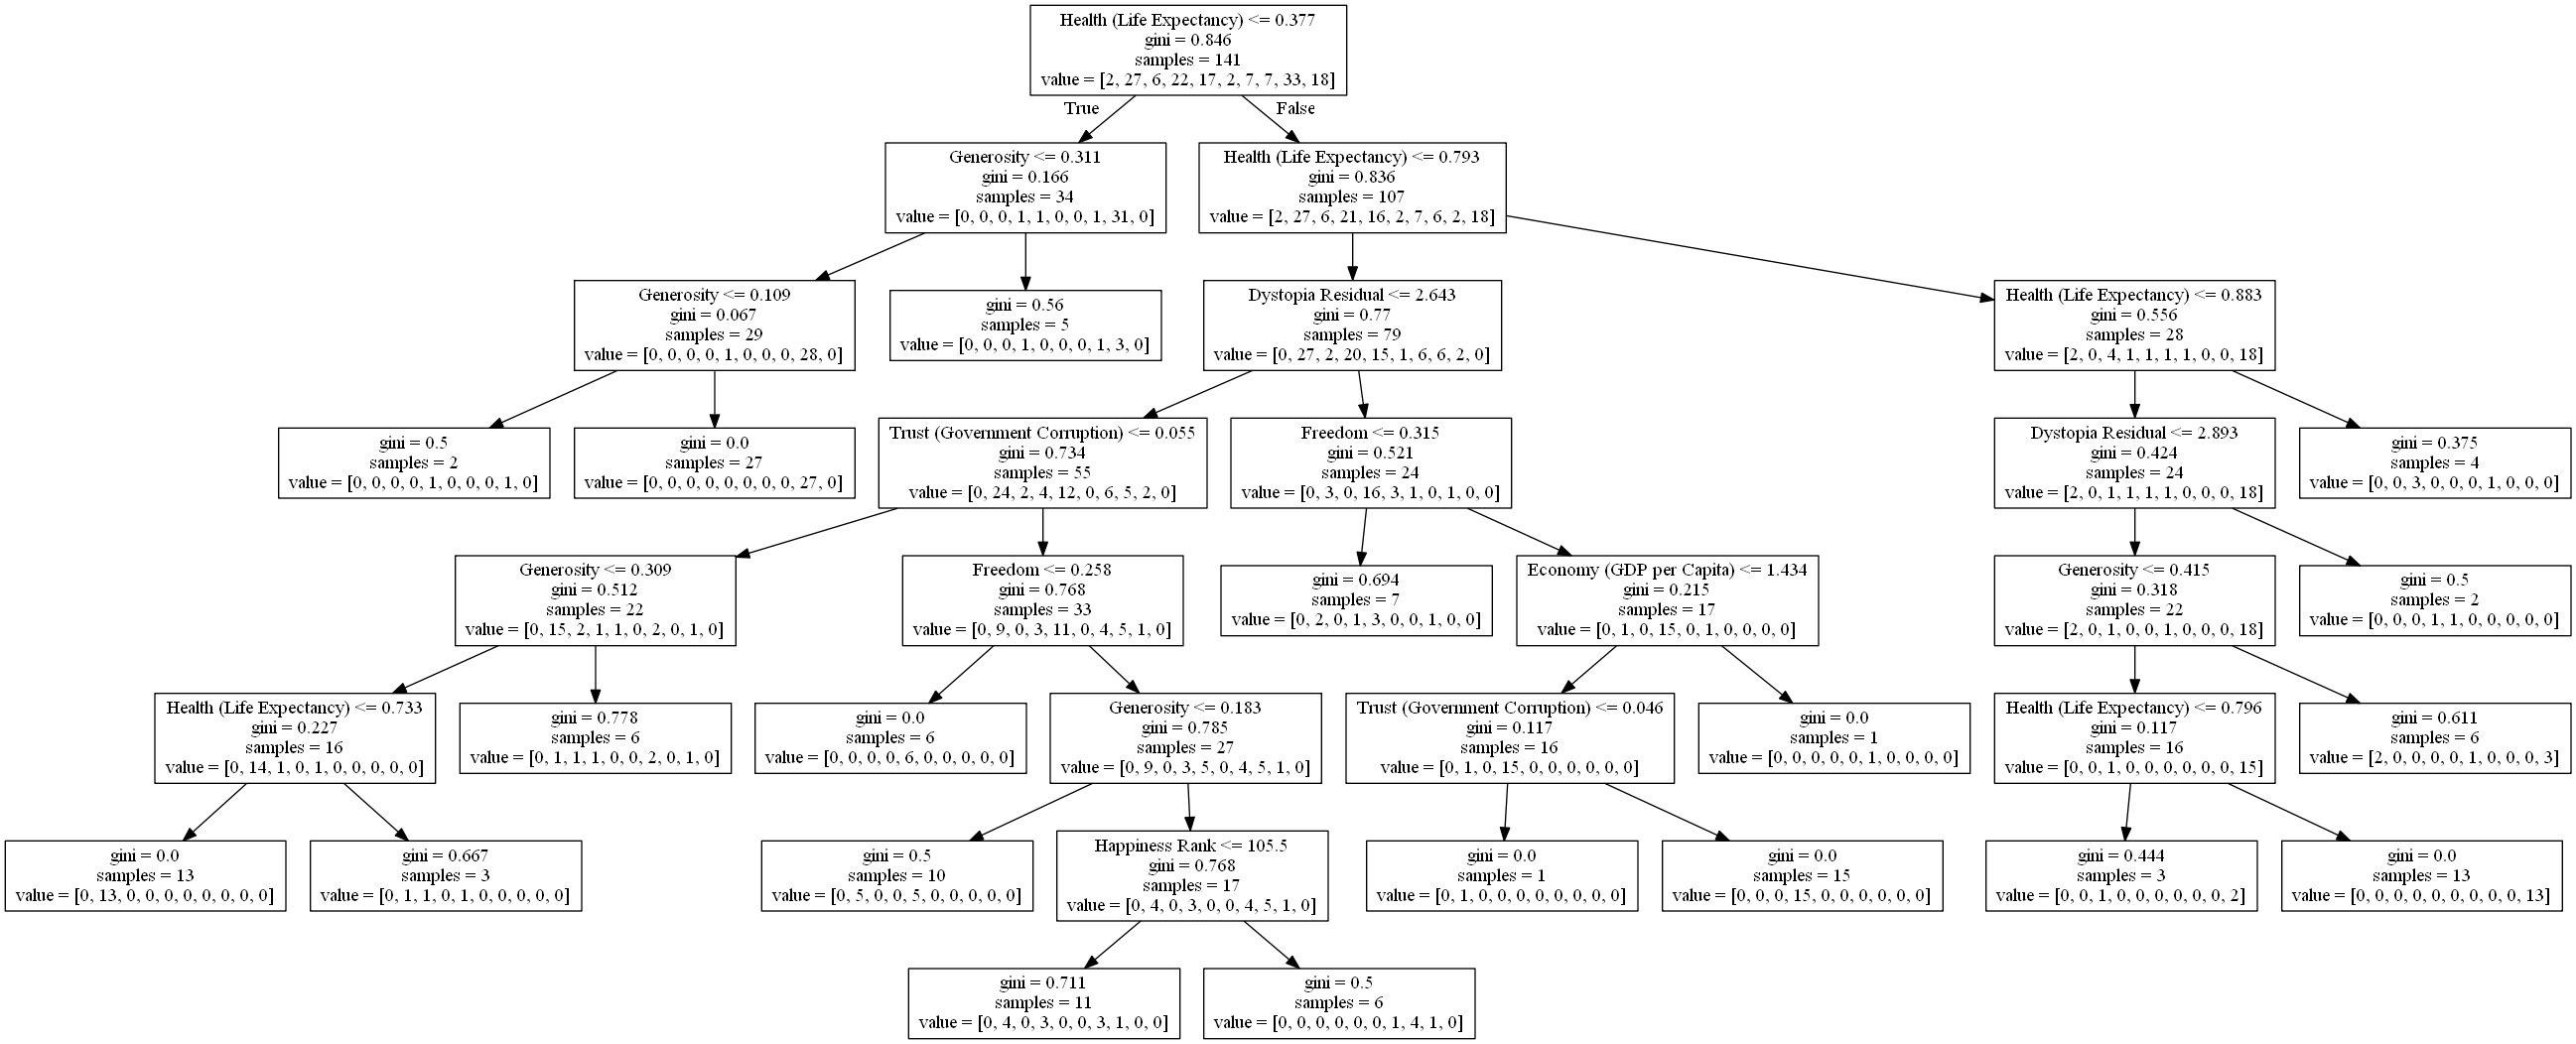 Health (Life Expectancy) <= 0.377
gini = 0.846
samples = 141
value = [2, 27, 6, 22, 17, 2, 7, 7, 33, 18]
True
False
Generosity <= 0.311
gini = 0.166
samples = 34
value = [0, 0, 0, 1, 1, 0, 0, 1, 31, 0]
Health (Life Expectancy) <= 0.793
gini = 0.836
samples = 107
value = [2, 27, 6, 21, 16, 2, 7, 6, 2, 18]
Generosity <= 0.109
gini = 0.067
samples = 29
value = [0, 0, 0, 0, 1, 0, 0, 0, 28, 0]
gini = 0.56
samples = 5
value = [0, 0, 0, 1, 0, 0, 0, 1, 3, 0]
Dystopia Residual <= 2.643
gini = 0.77
samples = 79
value = [0, 27, 2, 20, 15, 1, 6, 6, 2, 0]
Health (Life Expectancy) <= 0.883
gini = 0.556
samples = 28
value = [2, 0, 4, 1, 1, 1, 1, 0, 0, 18]
gini = 0.5
samples = 2
value = [0, 0, 0, 0, 1, 0, 0, 0, 1, 0]
gini = 0.0
samples = 27
value = [0, 0, 0, 0, 0, 0, 0, 0, 27, 0]
Trust (Government Corruption) <= 0.055
gini = 0.734
samples = 55
value = [0, 24, 2, 4, 12, 0, 6, 5, 2, 0]
Freedom <= 0.315
gini = 0.521
samples = 24
value = [0, 3, 0, 16, 3, 1, 0, 1, 0, 0]
Dystopia Residual <= 2.893
gini = 0.424
samples = 24
value = [2, 0, 1, 1, 1, 1, 0, 0, 0, 18]
gini = 0.375
samples = 4
value = [0, 0, 3, 0, 0, 0, 1, 0, 0, 0]
Generosity <= 0.309
gini = 0.512
samples = 22
value = [0, 15, 2, 1, 1, 0, 2, 0, 1, 0]
Freedom <= 0.258
gini = 0.768
samples = 33
value = [0, 9, 0, 3, 11, 0, 4, 5, 1, 0]
gini = 0.694
samples = 7
value = [0, 2, 0, 1, 3, 0, 0, 1, 0, 0]
Economy (GDP per Capita) <= 1.434
gini = 0.215
samples = 17
value = [0, 1, 0, 15, 0, 1, 0, 0, 0, 0]
Generosity <= 0.415
gini = 0.318
samples = 22
value = [2, 0, 1, 0, 0, 1, 0, 0, 0, 18]
gini = 0.5
samples = 2
value = [0, 0, 0, 1, 1, 0, 0, 0, 0, 0]
Health (Life Expectancy) <= 0.733
gini = 0.227
samples = 16
value = [0, 14, 1, 0, 1, 0, 0, 0, 0, 0]
gini = 0.778
samples = 6
value = [0, 1, 1, 1, 0, 0, 2, 0, 1, 0]
gini = 0.0
samples = 6
value = [0, 0, 0, 0, 6, 0, 0, 0, 0, 0]
Generosity <= 0.183
gini = 0.785
samples = 27
value = [0, 9, 0, 3, 5, 0, 4, 5, 1, 0]
Trust (Government Corruption) <= 0.046
gini = 0.117
samples = 16
value = [0, 1, 0, 15, 0, 0, 0, 0, 0, 0]
gini = 0.0
samples = 1
value = [0, 0, 0, 0, 0, 1, 0, 0, 0, 0]
Health (Life Expectancy) <= 0.796
gini = 0.117
samples = 16
value = [0, 0, 1, 0, 0, 0, 0, 0, 0, 15]
gini = 0.611
samples = 6
value = [2, 0, 0, 0, 0, 1, 0, 0, 0, 3]
gini = 0.0
samples = 13
value = [0, 13, 0, 0, 0, 0, 0, 0, 0, 0]
gini = 0.667
samples = 3
value = [0, 1, 1, 0, 1, 0, 0, 0, 0, 0]
gini = 0.5
samples = 10
value = [0, 5, 0, 0, 5, 0, 0, 0, 0, 0]
Happiness Rank <= 105.5
gini = 0.768
samples = 17
value = [0, 4, 0, 3, 0, 0, 4, 5, 1, 0]
gini = 0.0
samples = 1
value = [0, 1, 0, 0, 0, 0, 0, 0, 0, 0]
gini = 0.0
samples = 15
value = [0, 0, 0, 15, 0, 0, 0, 0, 0, 0]
gini = 0.444
samples = 3
value = [0, 0, 1, 0, 0, 0, 0, 0, 0, 2]
gini = 0.0
samples = 13
value = [0, 0, 0, 0, 0, 0, 0, 0, 0, 13]
gini = 0.711
samples = 11
value = [0, 4, 0, 3, 0, 0, 3, 1, 0, 0]
gini = 0.5
samples = 6
value = [0, 0, 0, 0, 0, 0, 1, 4, 1, 0]